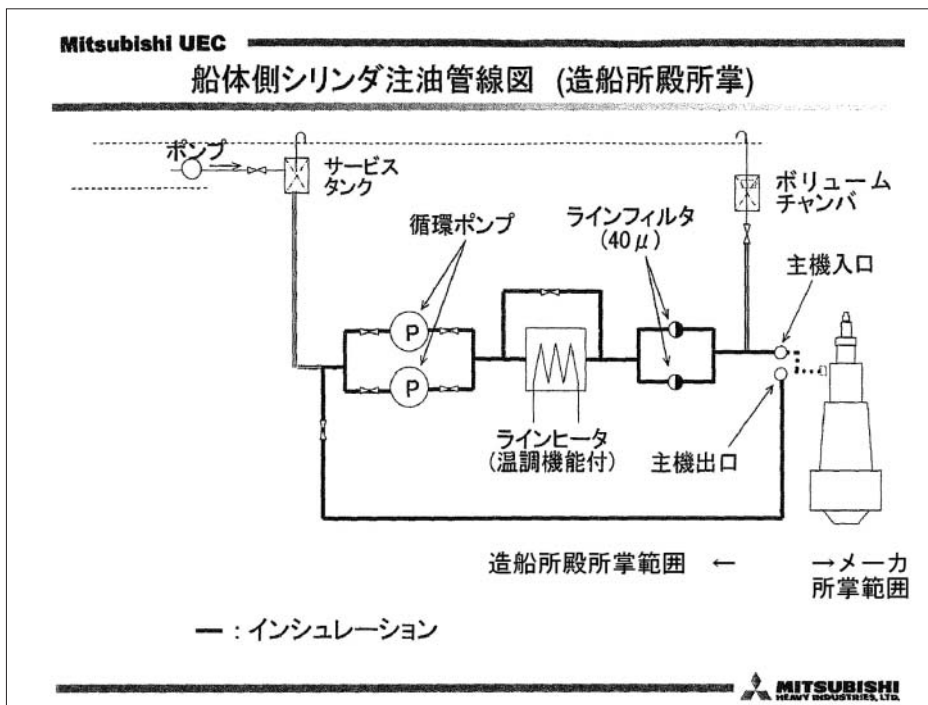 Mitsubishi UEC
船体側シリンダ注油管線図 (造船所殿所掌)
ポンプ
サービス
タンク
ボリューム
チャンバ
循環ポンプ
ラインフィルタ
(40μ)
主機入口
P
P
ラインヒータ
(温調機能付)
主機出口
造船所殿所掌範囲 ←
→メーカ
所掌範囲
━ : インシュレーション
MITSUBISHI
HEAVY INDUSTRIES, LTD.